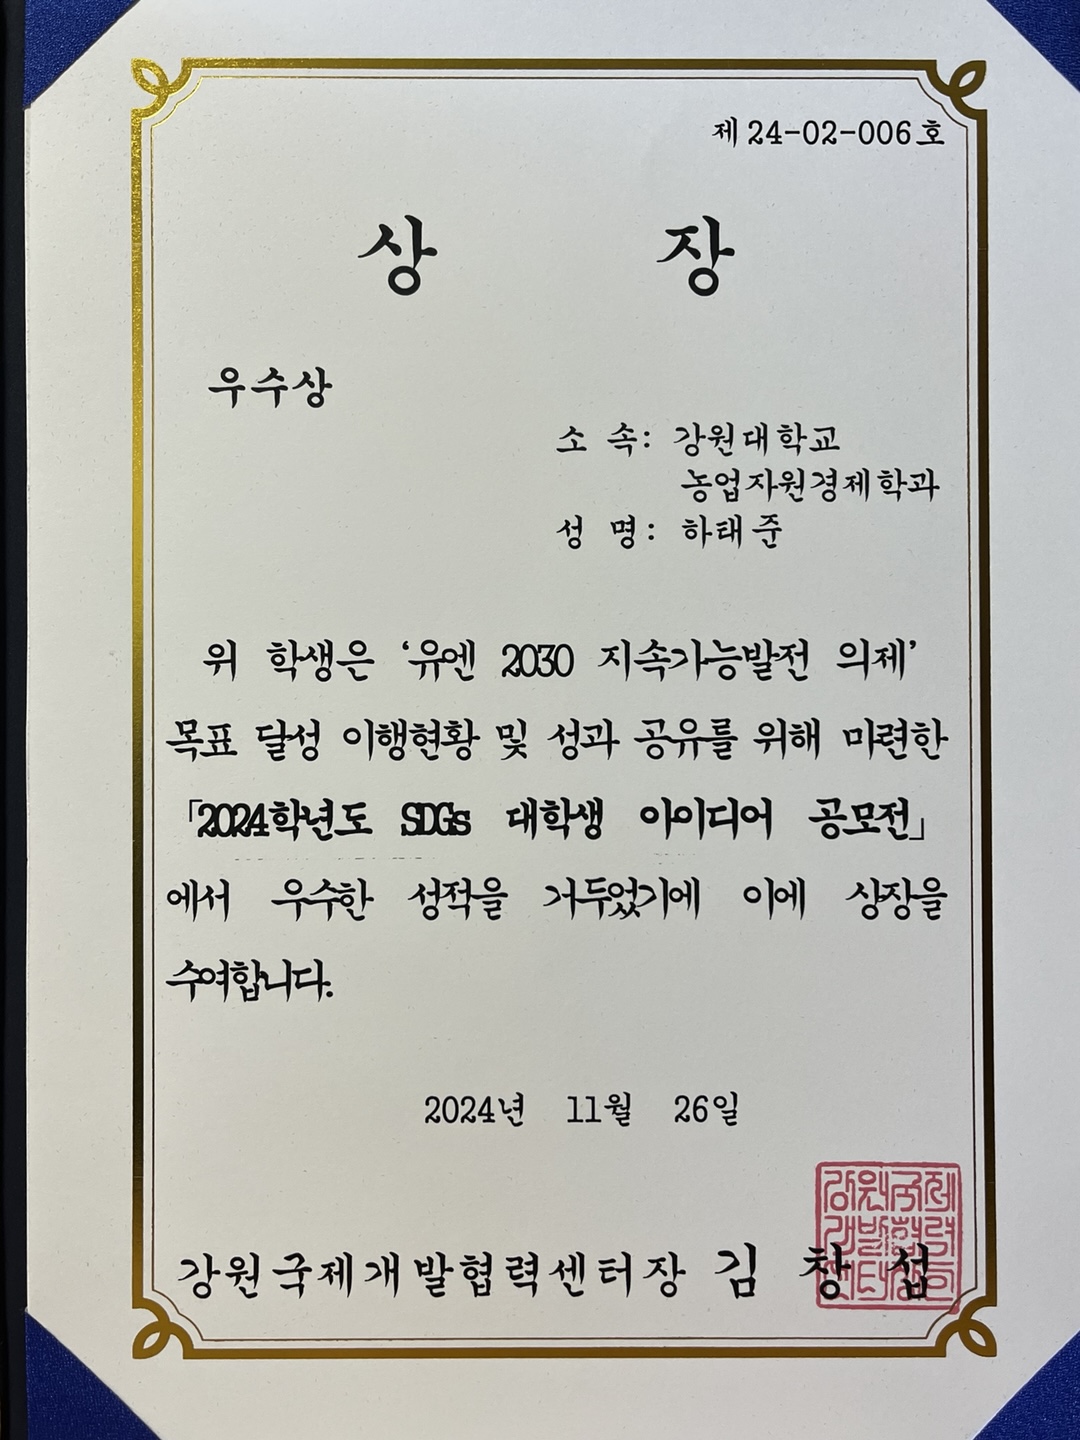 제 24-02-006 호
상 장
우수상
소 속: 강원대학교
농업자원경제학과
성 명: 하태준
위 학생은 ‘유엔 2030 지속가능발전 의제’
목표 달성 이행현황 및 성과 공유를 위해 마련한
「2024학년도 SDGs 대학생 아이디어 공모전」
에서 우수한 성적을 거두었기에 이에 상장을
수여합니다.
2024년 11월 26일
강원국제개발협력센터장 김 창 섭